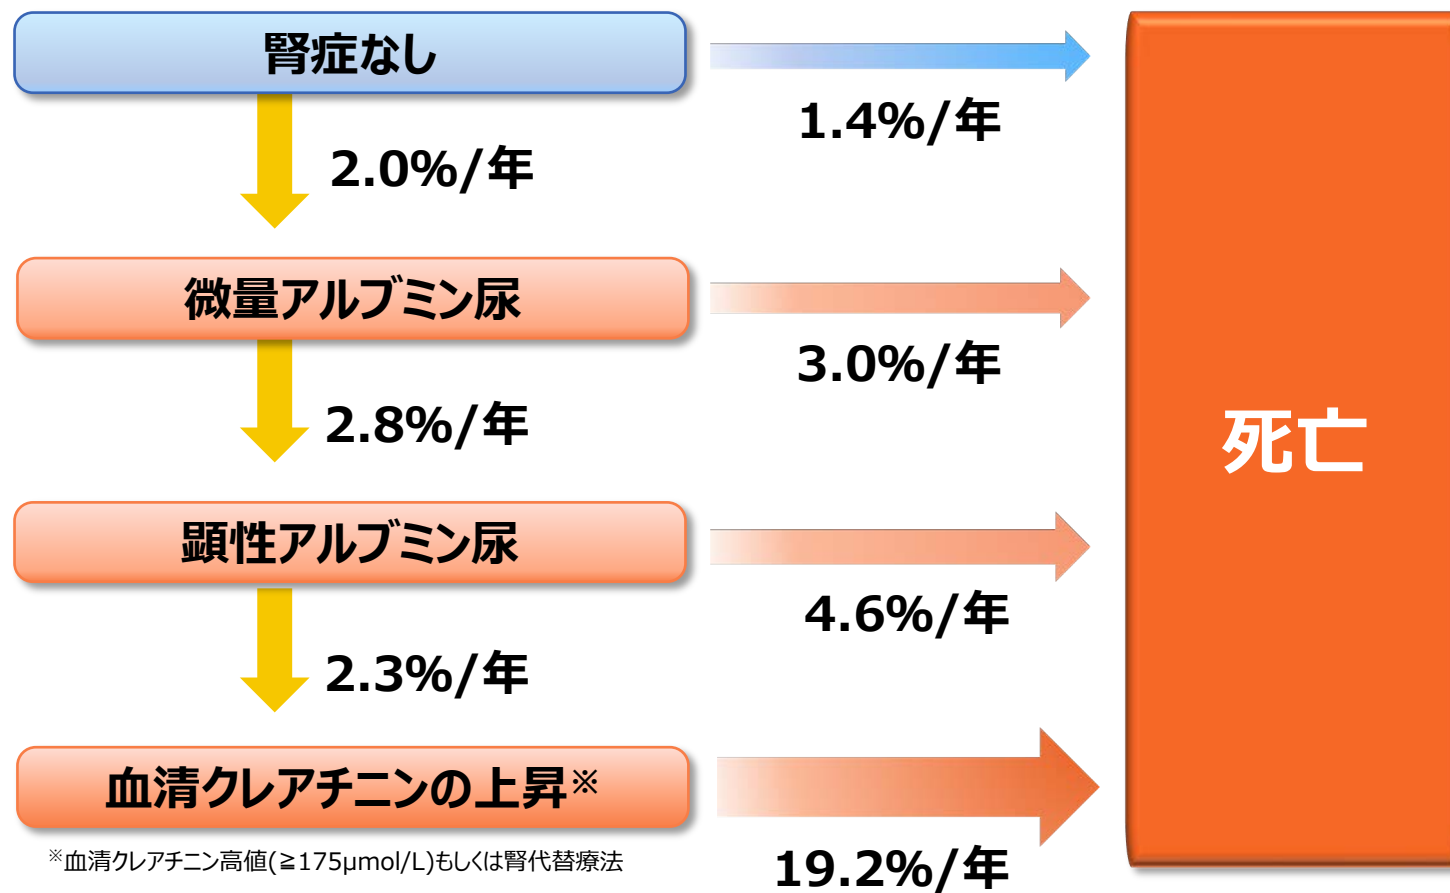 腎症なし
1.4%/年
2.0%/年
微量アルブミン尿
3.0%/年
2.8%/年
死亡
顕性アルブミン尿
4.6%/年
2.3%/年
血清クレアチニンの上昇※
※血清クレアチニン高値(≧175μmol/L)もしくは腎代替療法
19.2%/年